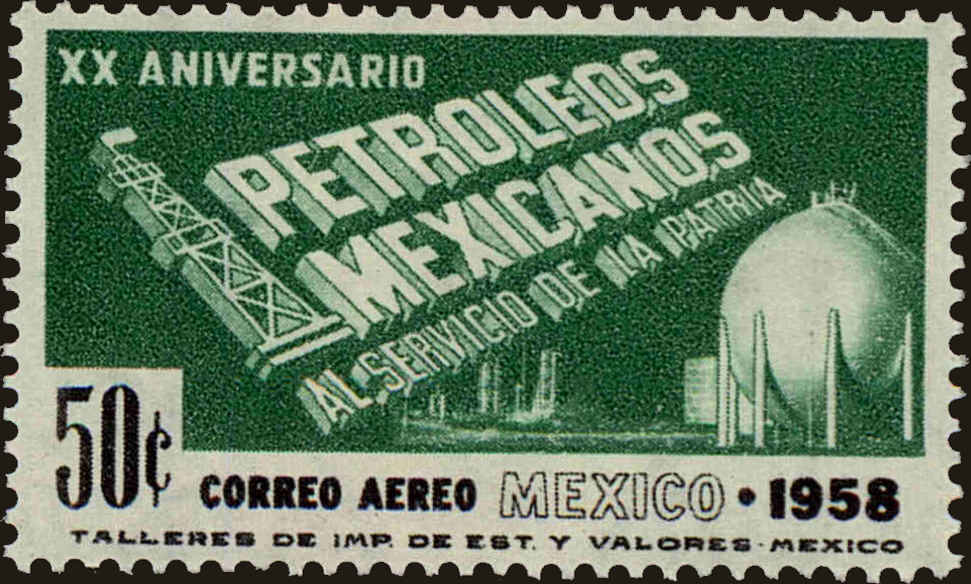 XX ANIVERSARIO
PETROLEOS
MEXICANOS
AL SERVICIO DE LA PATRIA
50¢
CORREO AEREO MEXICO • 1958
TALLERES DE IMP. DE EST. Y VALORES-MEXICO